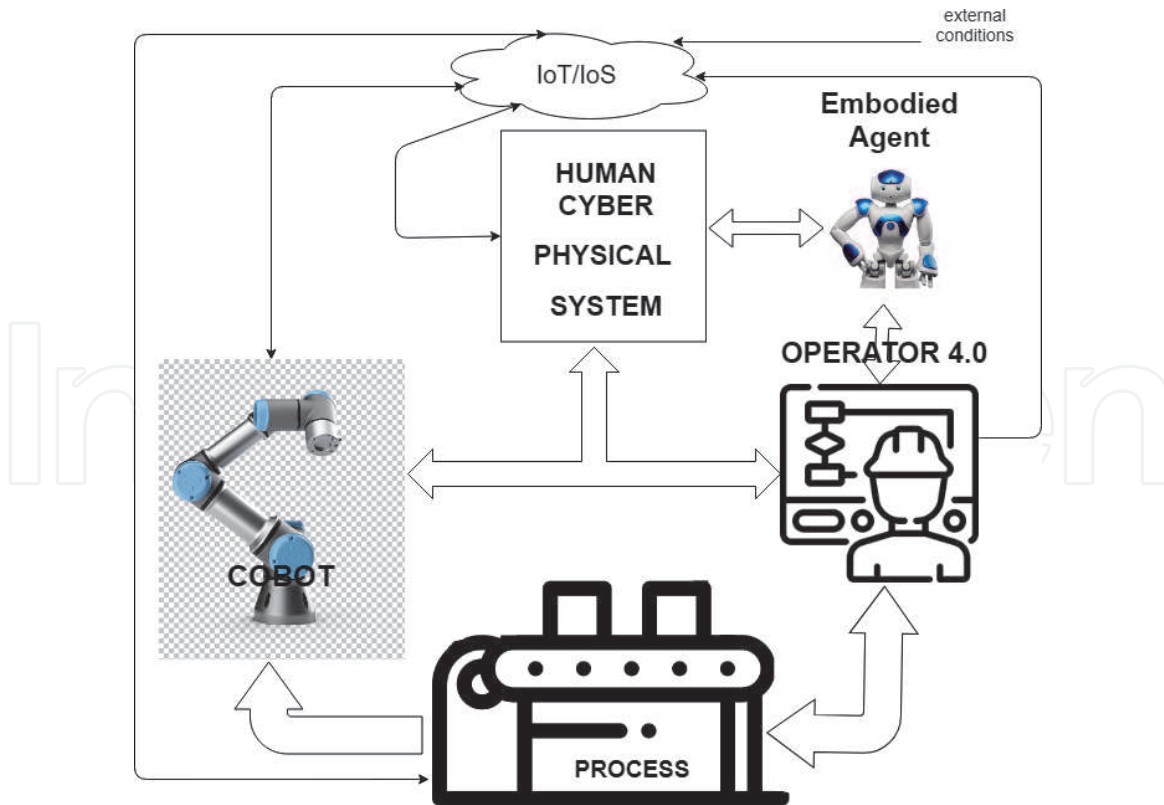 external
conditions
IoT/IoS
Embodied
Agent
HUMAN
CYBER
PHYSICAL
SYSTEM
OPERATOR 4.0
COBOT
PROCESS